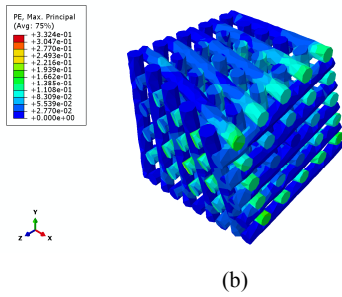 PE, Max. Principal
(Avg: 75%)
+3.324e-01
+3.047e-01
+2.770e-01
+2.493e-01
+2.216e-01
+1.939e-01
+1.662e-01
+1.385e-01
+1.108e-01
+8.309e-02
+5.539e-02
+2.770e-02
+0.000e+00
Y
Z
X
(b)